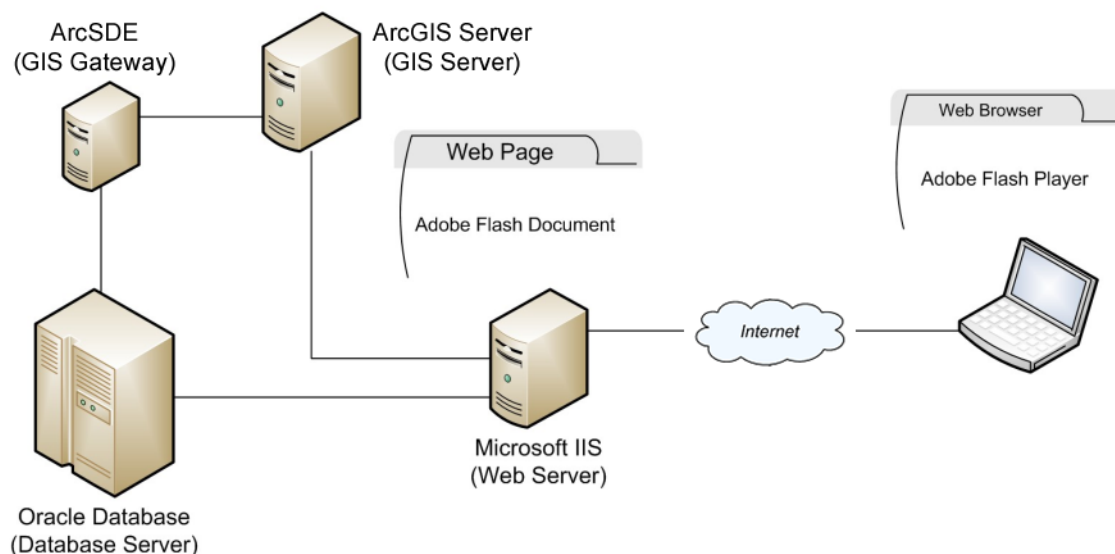 ArcSDE
(GIS Gateway)
ArcGIS Server
(GIS Server)
Web Page
Adobe Flash Document
Web Browser
Adobe Flash Player
Internet
Microsoft IIS
(Web Server)
Oracle Database
(Database Server)